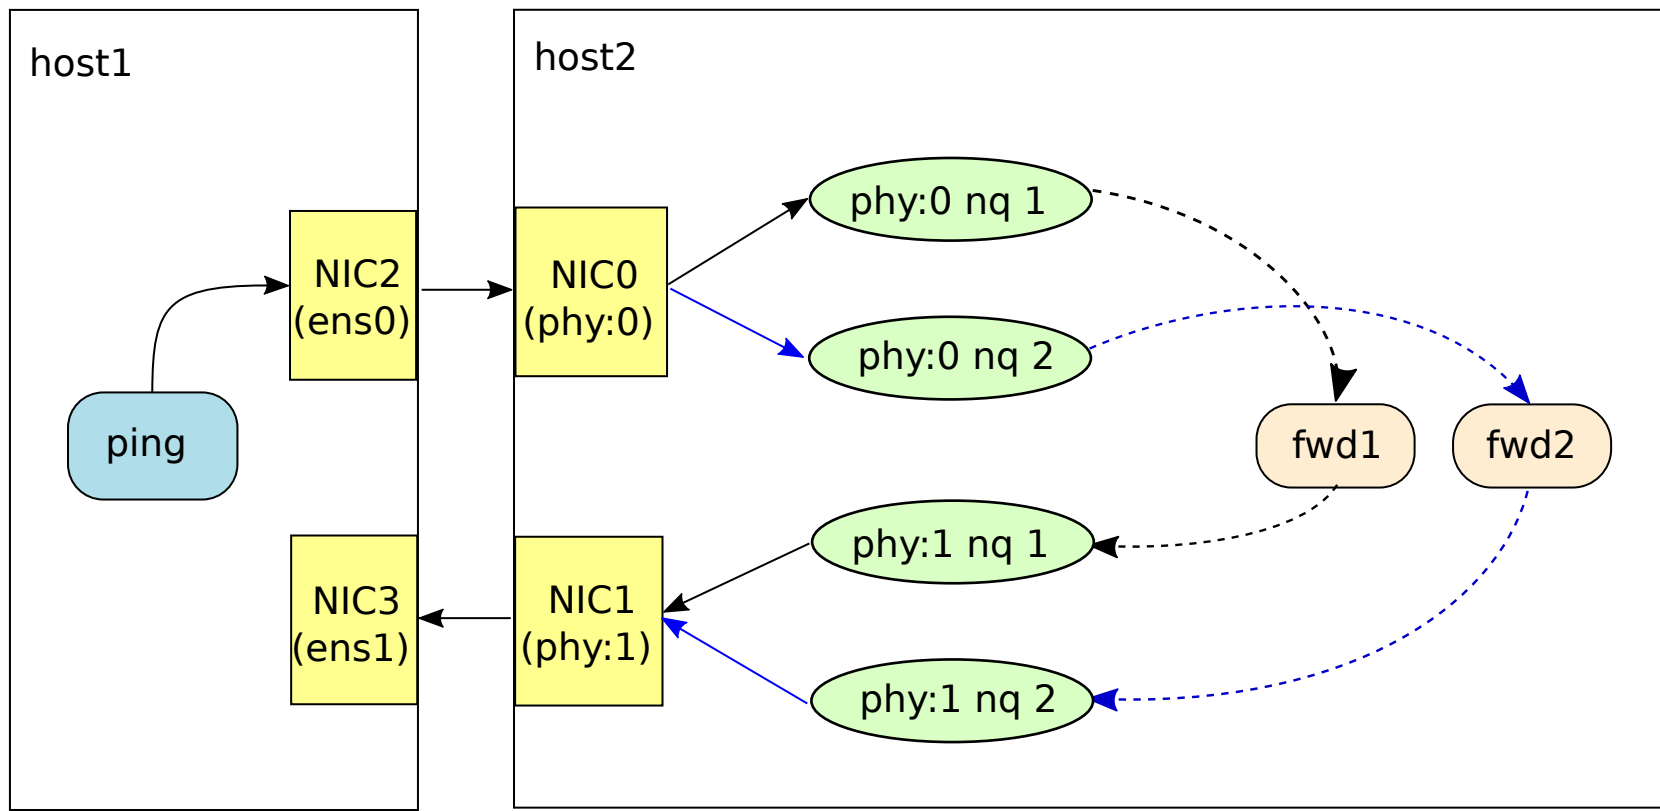 host1
host2
NIC2
(ens0)
NIC0
(phy:0)
phy:0 nq 1
phy:0 nq 2
ping
fwd1
fwd2
NIC3
(ens1)
NIC1
(phy:1)
phy:1 nq 1
phy:1 nq 2